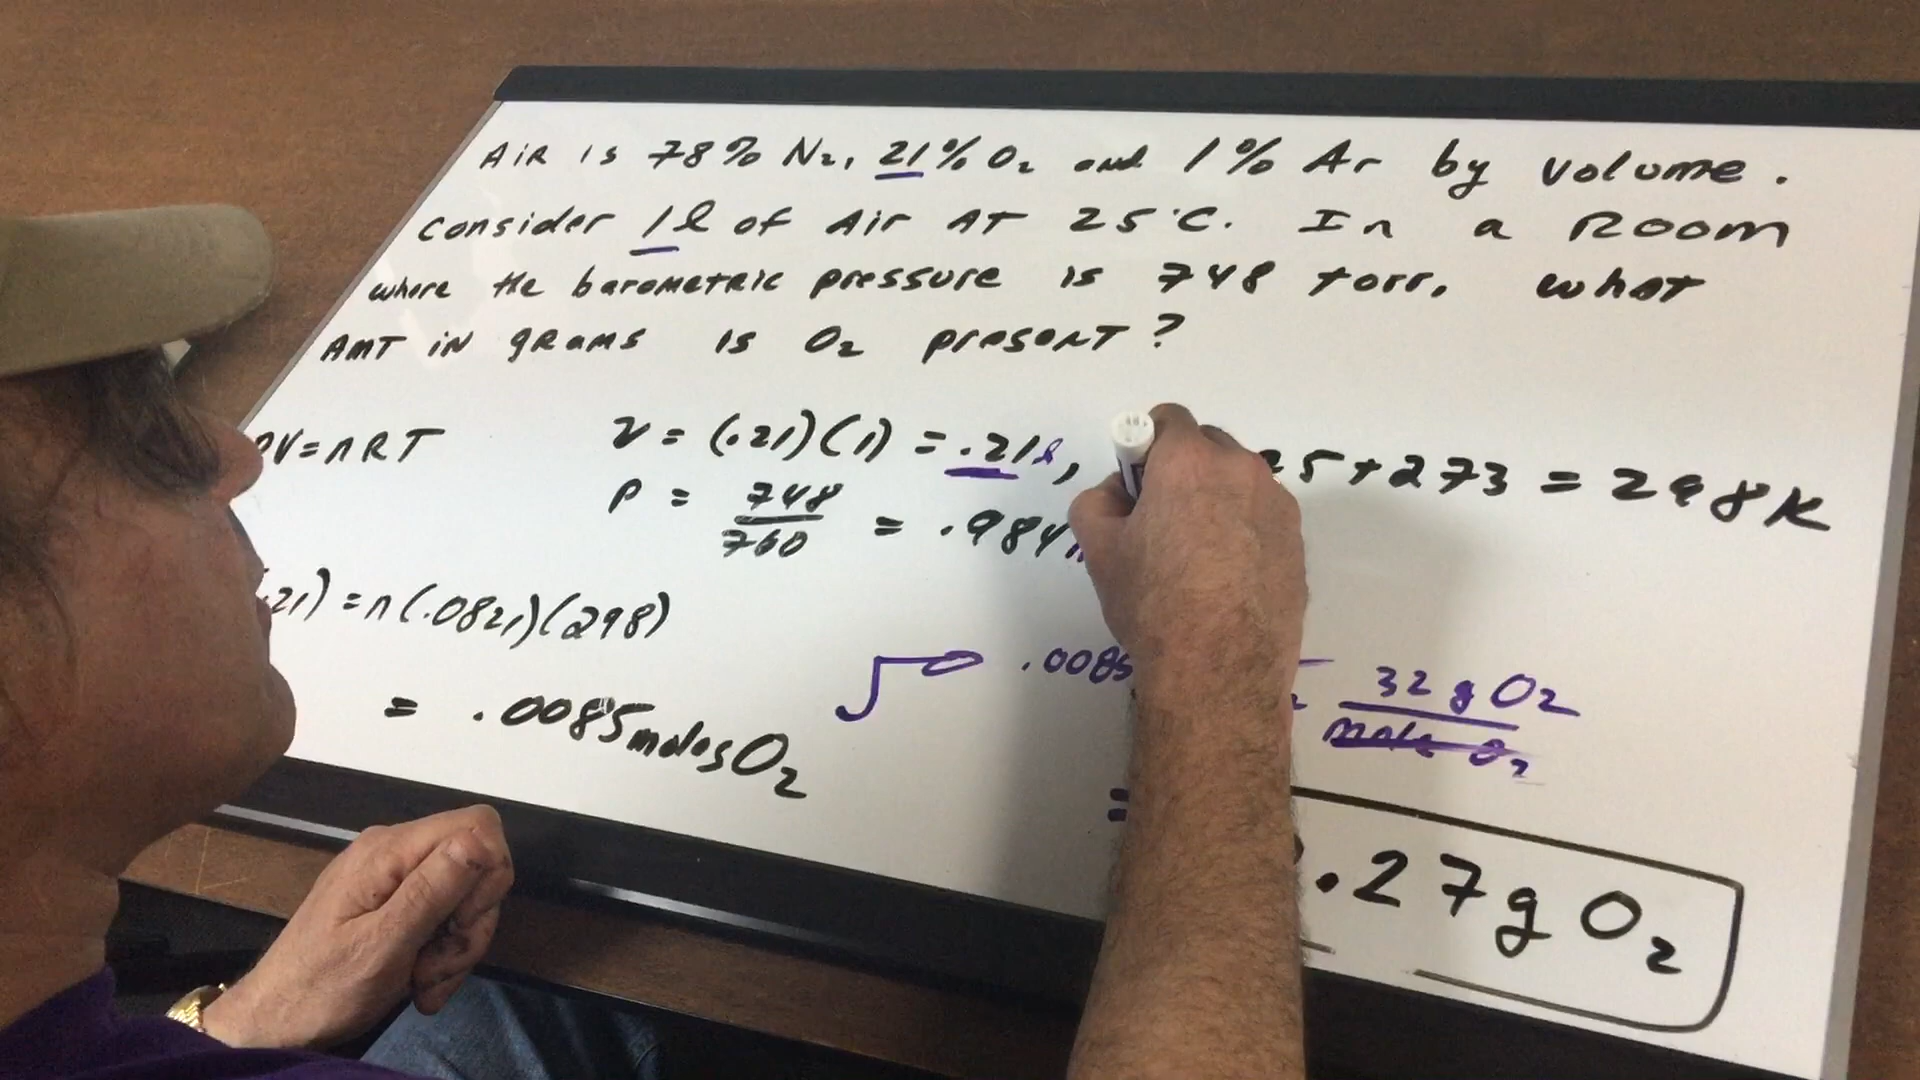 AIR is 78% N2, 21% O2 and 1% Ar by volume.
Consider 1l of Air AT 25°C. In a Room
where the barometric pressure is 748 torr. what
AMT IN grams is O2 present?
PV=nRT
V = (.21)(1) = .21l,
25+273 = 298K
P = 748/760 = .984
.21) = n(.0821)(298)
= .0085 moles O2
.0085
32 g O2
mole O2
=
.27g O2